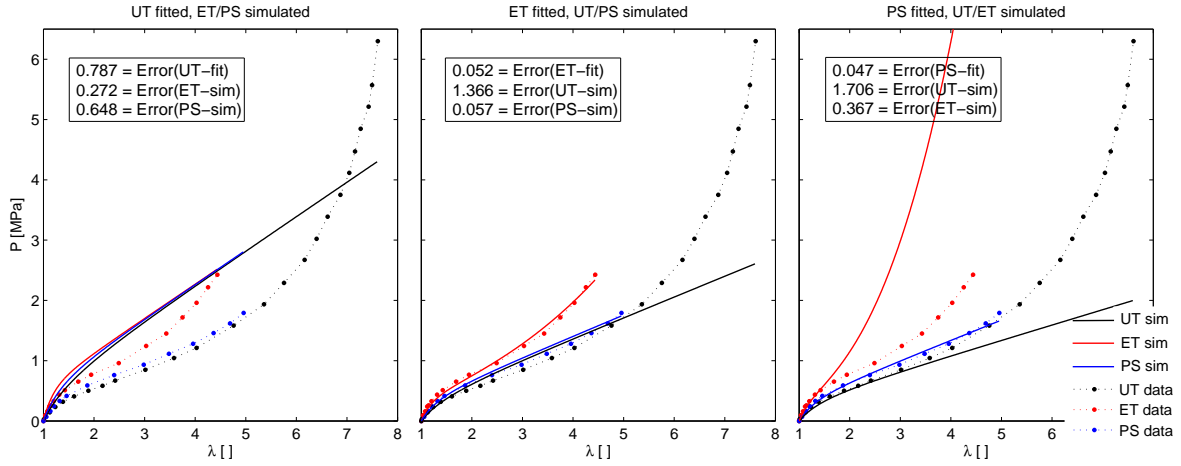 UT fitted, ET/PS simulated
ET fitted, UT/PS simulated
PS fitted, UT/ET simulated
P [MPa]
6
5
4
3
2
1
0
0.787 = Error(UT−fit)
0.272 = Error(ET−sim)
0.648 = Error(PS−sim)
0.052 = Error(ET−fit)
1.366 = Error(UT−sim)
0.057 = Error(PS−sim)
0.047 = Error(PS−fit)
1.706 = Error(UT−sim)
0.367 = Error(ET−sim)
UT sim
ET sim
PS sim
UT data
ET data
PS data
1 2 3 4 5 6 7 8
1 2 3 4 5 6 7 8
1 2 3 4 5 6
λ [ ]
λ [ ]
λ [ ]